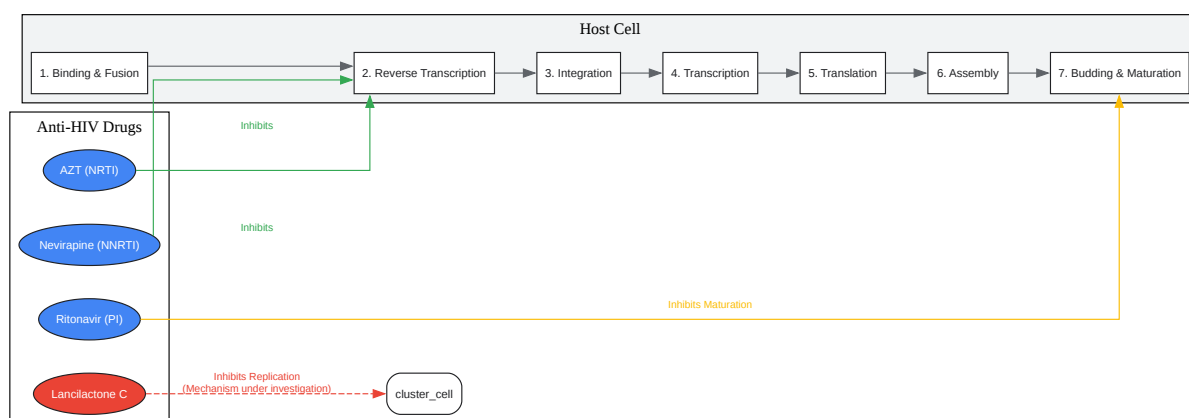 Host Cell
1. Binding & Fusion
2. Reverse Transcription
3. Integration
4. Transcription
5. Translation
6. Assembly
7. Budding & Maturation
Anti-HIV Drugs
Inhibits
AZT (NRTI)
Inhibits
Nevirapine (NNRTI)
Inhibits Maturation
Ritonavir (PI)
Inhibits Replication
(Mechanism under investigation)
Lancilactone C
cluster_cell